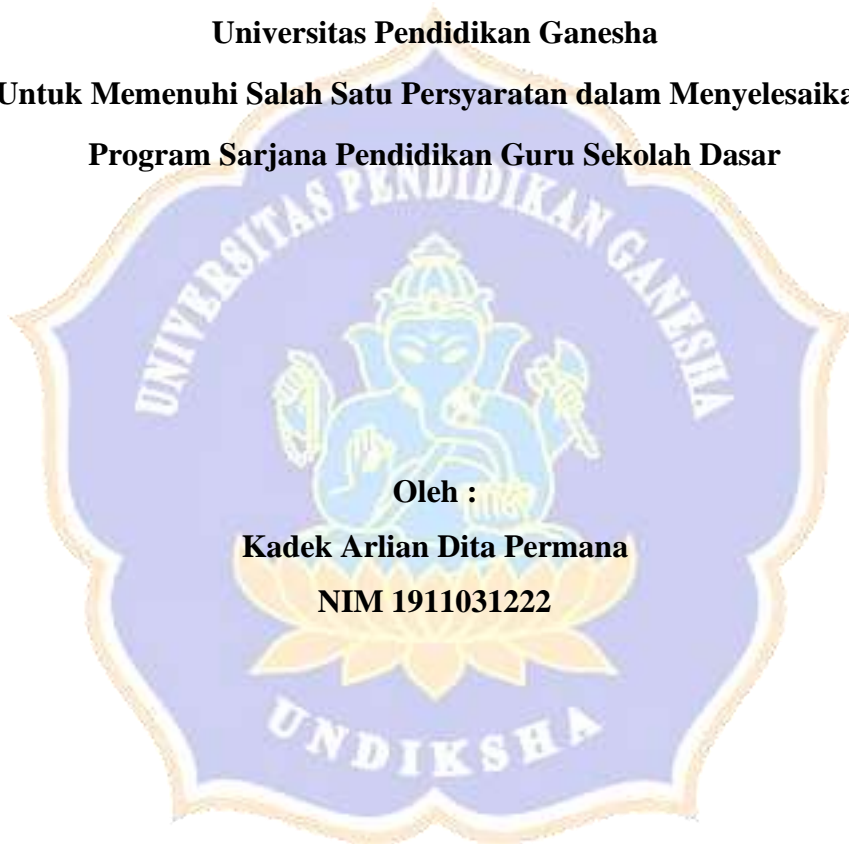 Universitas Pendidikan Ganesha
Untuk Memenuhi Salah Satu Persyaratan dalam Menyelesaika
Program Sarjana Pendidikan Guru Sekolah Dasar
UNIVERSITAS PENDIDIKAN GANESHA
Oleh :
Kadek Arlian Dita Permana
NIM 1911031222
UNDIKSHA